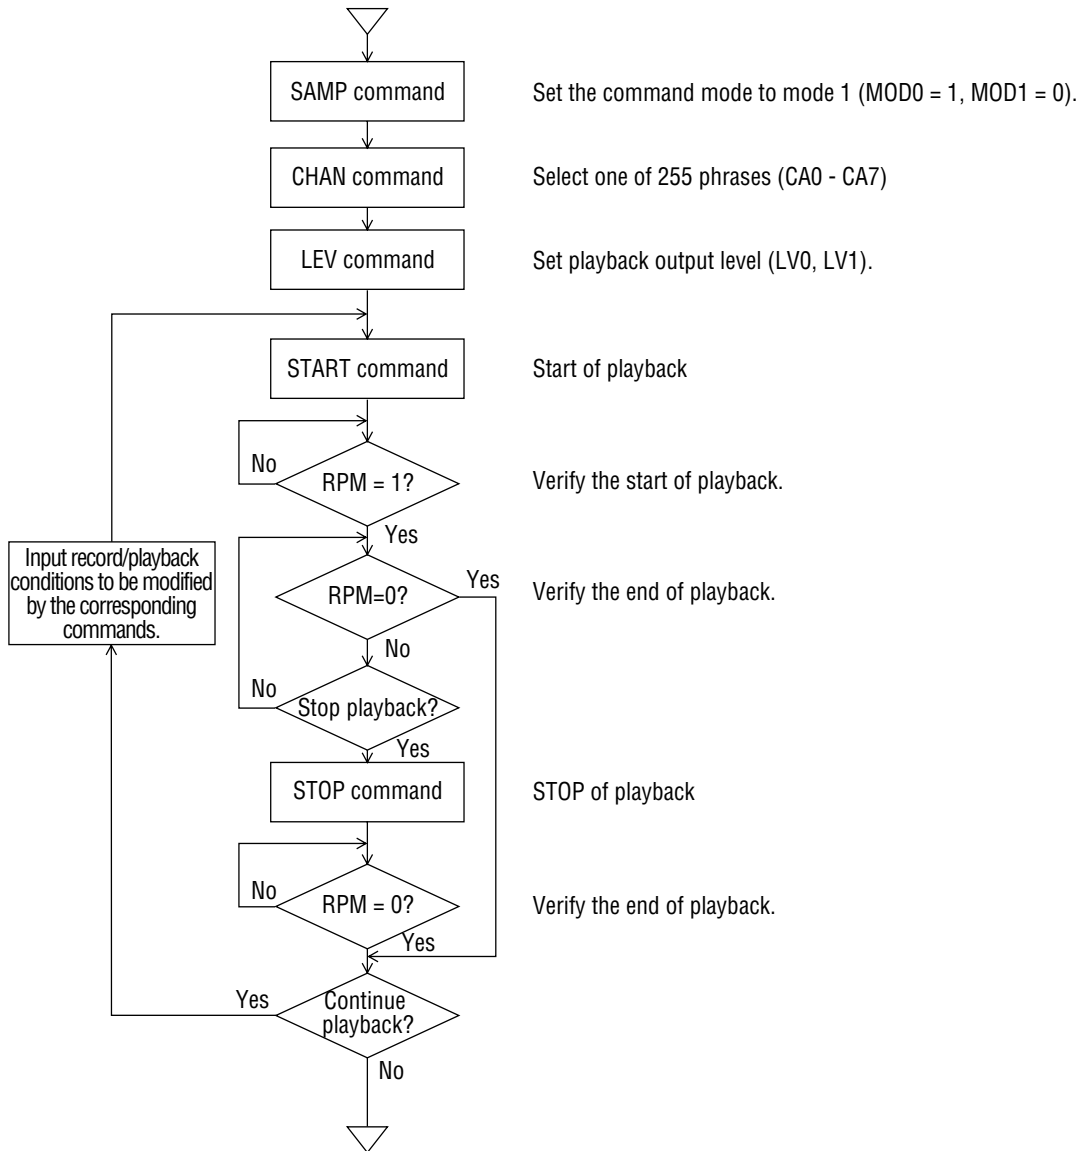 SAMP command
Set the command mode to mode 1 (MOD0 = 1, MOD1 = 0).
CHAN command
Select one of 255 phrases (CA0 - CA7)
LEV command
Set playback output level (LV0, LV1).
START command
Start of playback
No
RPM = 1?
Verify the start of playback.
Yes
Input record/playback
conditions to be modified
by the corresponding
commands.
RPM=0?
Yes
Verify the end of playback.
No
No
Stop playback?
Yes
STOP command
STOP of playback
No
RPM = 0?
Verify the end of playback.
Yes
Yes
Continue
playback?
No